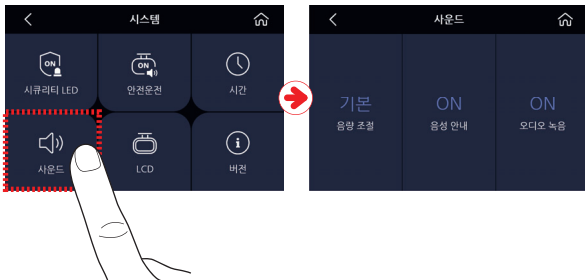 시스템
ON
시큐리티 LED
ON
안전운전
시간
사운드
LCD
버전
사운드
기본
음량 조절
ON
음성 안내
ON
오디오 녹음